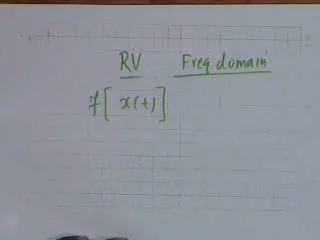 RV Freq domain
F[ x(t) ]